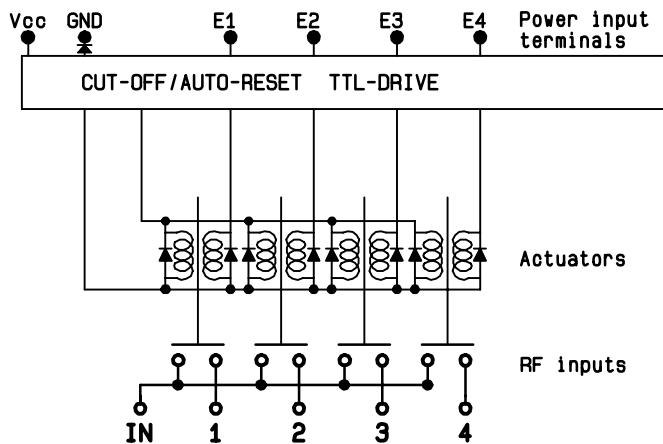 Vcc GND E1 E2 E3 E4 Power input
terminals
CUT-OFF/AUTO-RESET TTL-DRIVE
Actuators
RF inputs
IN 1 2 3 4